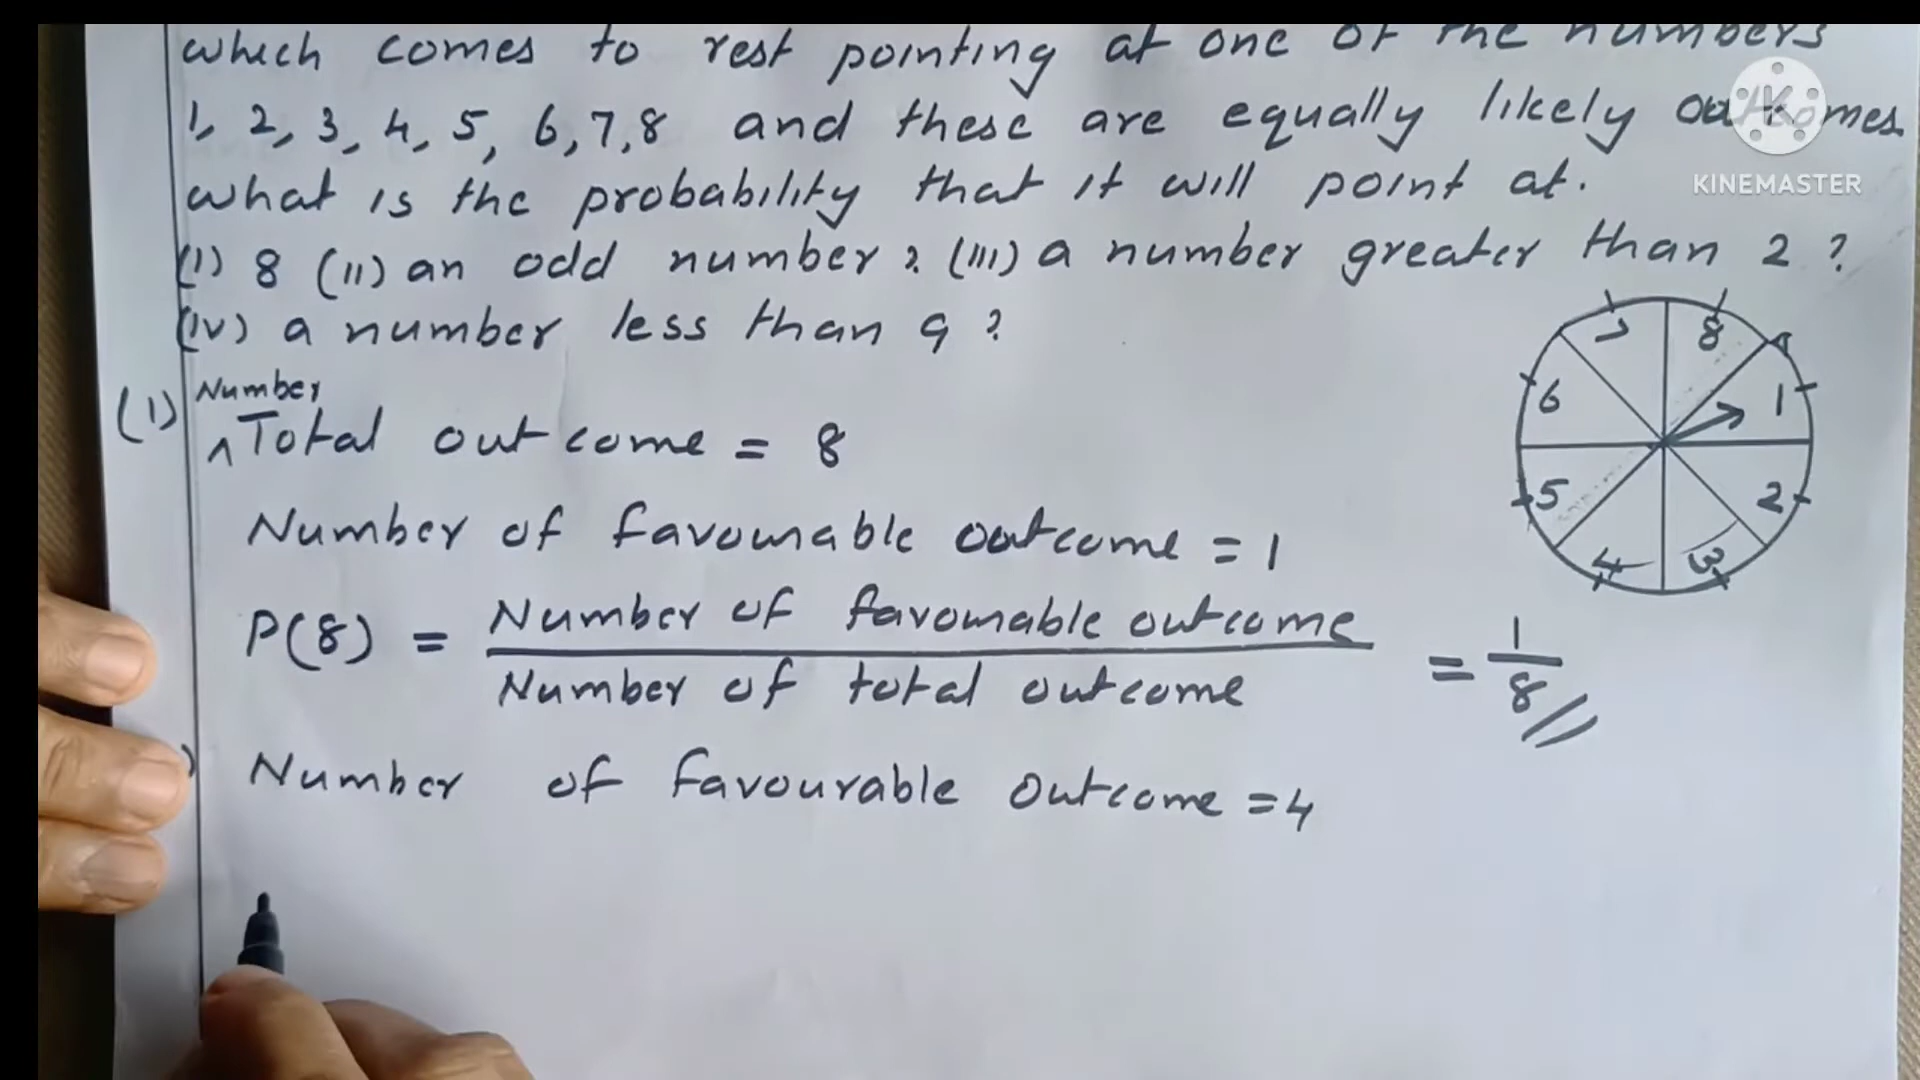 which comes to rest pointing at one of the numbers
1, 2, 3, 4, 5, 6, 7, 8 and these are equally likely outcomes
what is the probability that it will point at.
(i) 8 (ii) an odd number ? (iii) a number greater than 2 ?
(iv) a number less than 9 ?
KINEMASTER
7 8
6 1
5 2
4 3
(1) Number
^ Total outcome = 8
Number of favourable outcome = 1
P(8) = Number of favourable outcome
Number of total outcome
= 1
8 //
) Number of favourable outcome = 4